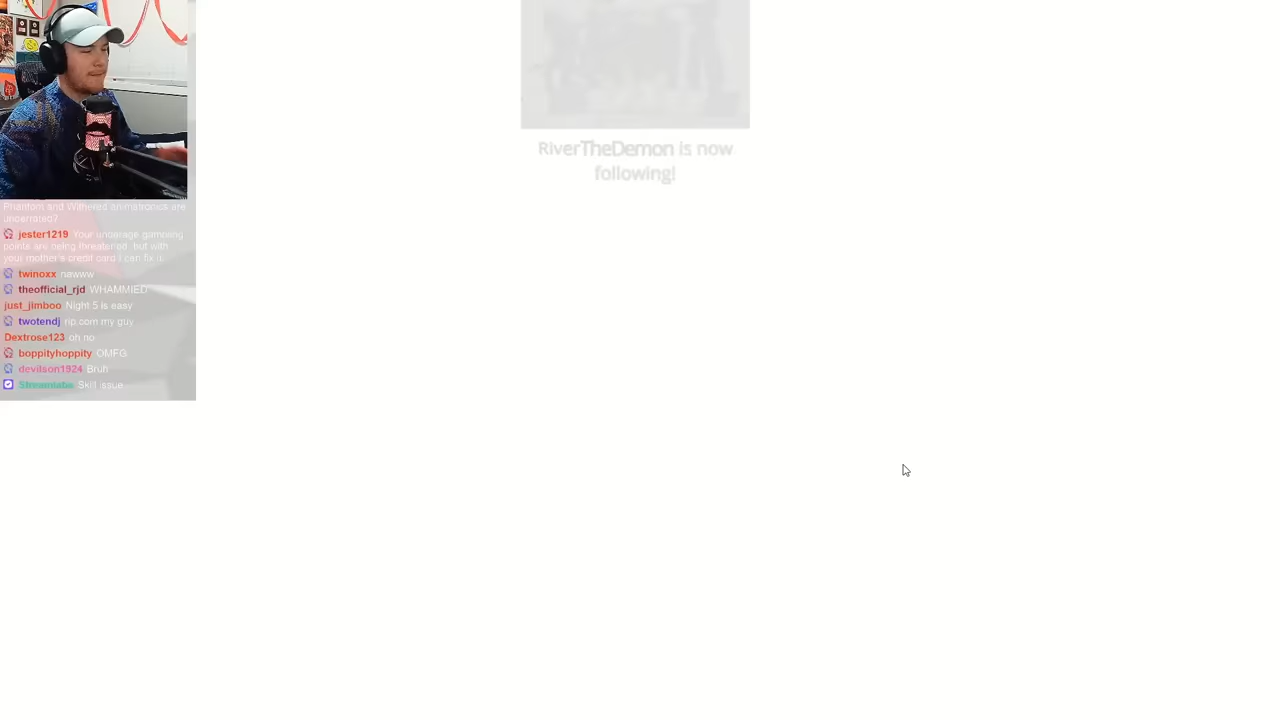 Phantom and Withered animatronics are
underrated?
jester1219 Your underage gambling
points are being threatened, but with
your mother's credit card I can fix it
twinoxx nawww
theofficial_rjd WHAMMIED
just_jimboo Night 5 is easy
twotendj rip.com my guy
Dextrose123 oh no
boppityhoppity OMFG
devilson1924 Bruh
Streamlabs Skill issue
RiverTheDemon is now
following!